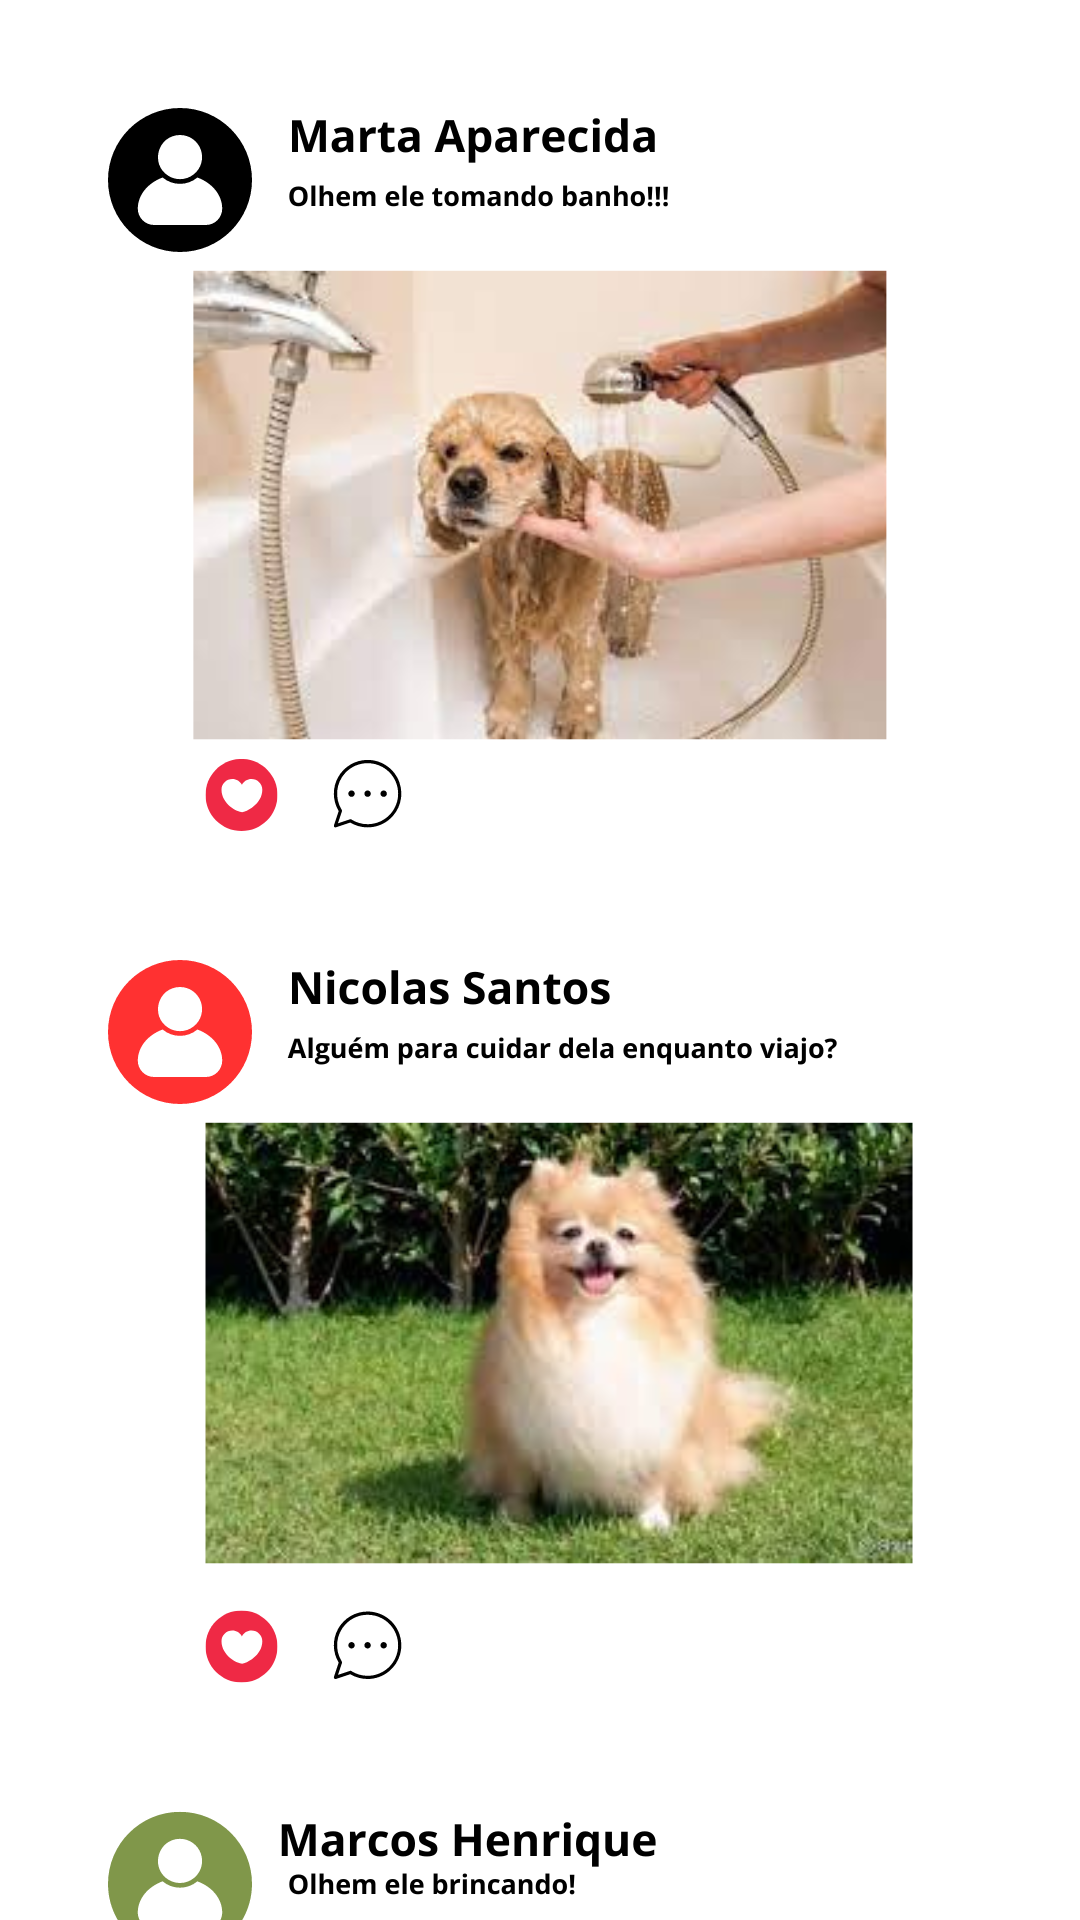 Marta Aparecida
Olhem ele tomando banho!!!
Nicolas Santos
Alguém para cuidar dela enquanto viajo?
Marcos Henrique
Olhem ele brincando!